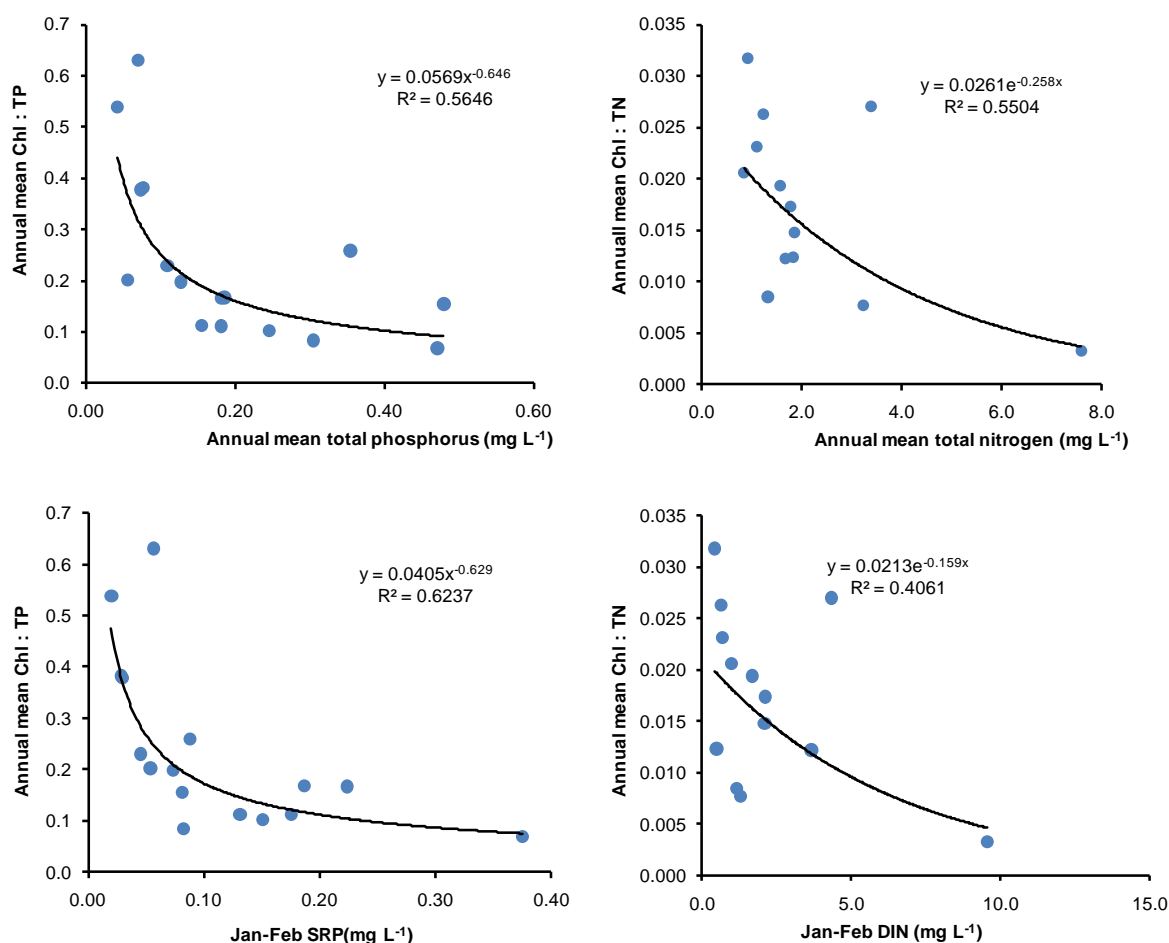 0.7
0.6
0.5
0.4
0.3
0.2
0.1
0.0
Annual mean Chl : TP
y = 0.0569x^-0.646
R² = 0.5646
0.00 0.20 0.40 0.60
Annual mean total phosphorus (mg L⁻¹)
0.035
0.030
0.025
0.020
0.015
0.010
0.005
0.000
Annuall mean Chl : TN
y = 0.0261e^-0.258x
R² = 0.5504
0.0 2.0 4.0 6.0 8.0
Annual mean total nitrogen (mg L⁻¹)
0.7
0.6
0.5
0.4
0.3
0.2
0.1
0.0
Annual mean Chl : TP
y = 0.0405x^-0.629
R² = 0.6237
0.00 0.10 0.20 0.30 0.40
Jan-Feb SRP(mg L⁻¹)
0.035
0.030
0.025
0.020
0.015
0.010
0.005
0.000
Annual mean Chl : TN
y = 0.0213e^-0.159x
R² = 0.4061
0.0 5.0 10.0 15.0
Jan-Feb DIN (mg L⁻¹)